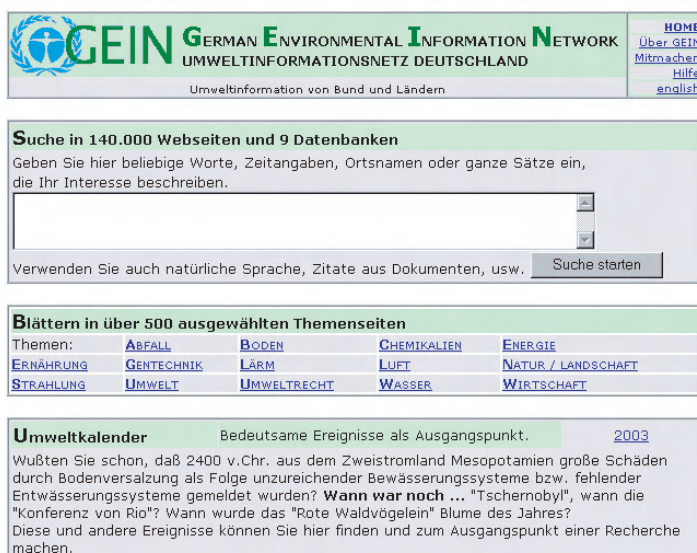 GEIN GERMAN ENVIRONMENTAL INFORMATION NETWORK
UMWELTINFORMATIONSNETZ DEUTSCHLAND
Umweltinformation von Bund und Ländern
HOME
Über GEIN
Mitmachen
Hilfe
english
Suche in 140.000 Webseiten und 9 Datenbanken
Geben Sie hier beliebige Worte, Zeitangaben, Ortsnamen oder ganze Sätze ein,
die Ihr Interesse beschreiben.
Verwenden Sie auch natürliche Sprache, Zitate aus Dokumenten, usw. Suche starten
Blättern in über 500 ausgewählten Themenseiten
Themen: ABFALL BODEN CHEMIKALIEN ENERGIE
ERNÄHRUNG GENTECHNIK LÄRM LUFT NATUR / LANDSCHAFT
STRAHLUNG UMWELT UMWELTRECHT WASSER WIRTSCHAFT
Umweltkalender Bedeutsame Ereignisse als Ausgangspunkt. 2003
Wußten Sie schon, daß 2400 v.Chr. aus dem Zweistromland Mesopotamien große Schäden
durch Bodenversalzung als Folge unzureichender Bewässerungssysteme bzw. fehlender
Entwässerungssysteme gemeldet wurden? Wann war noch ... "Tschernobyl", wann die
"Konferenz von Rio"? Wann wurde das "Rote Waldvögelein" Blume des Jahres?
Diese und andere Ereignisse können Sie hier finden und zum Ausgangspunkt einer Recherche
machen.